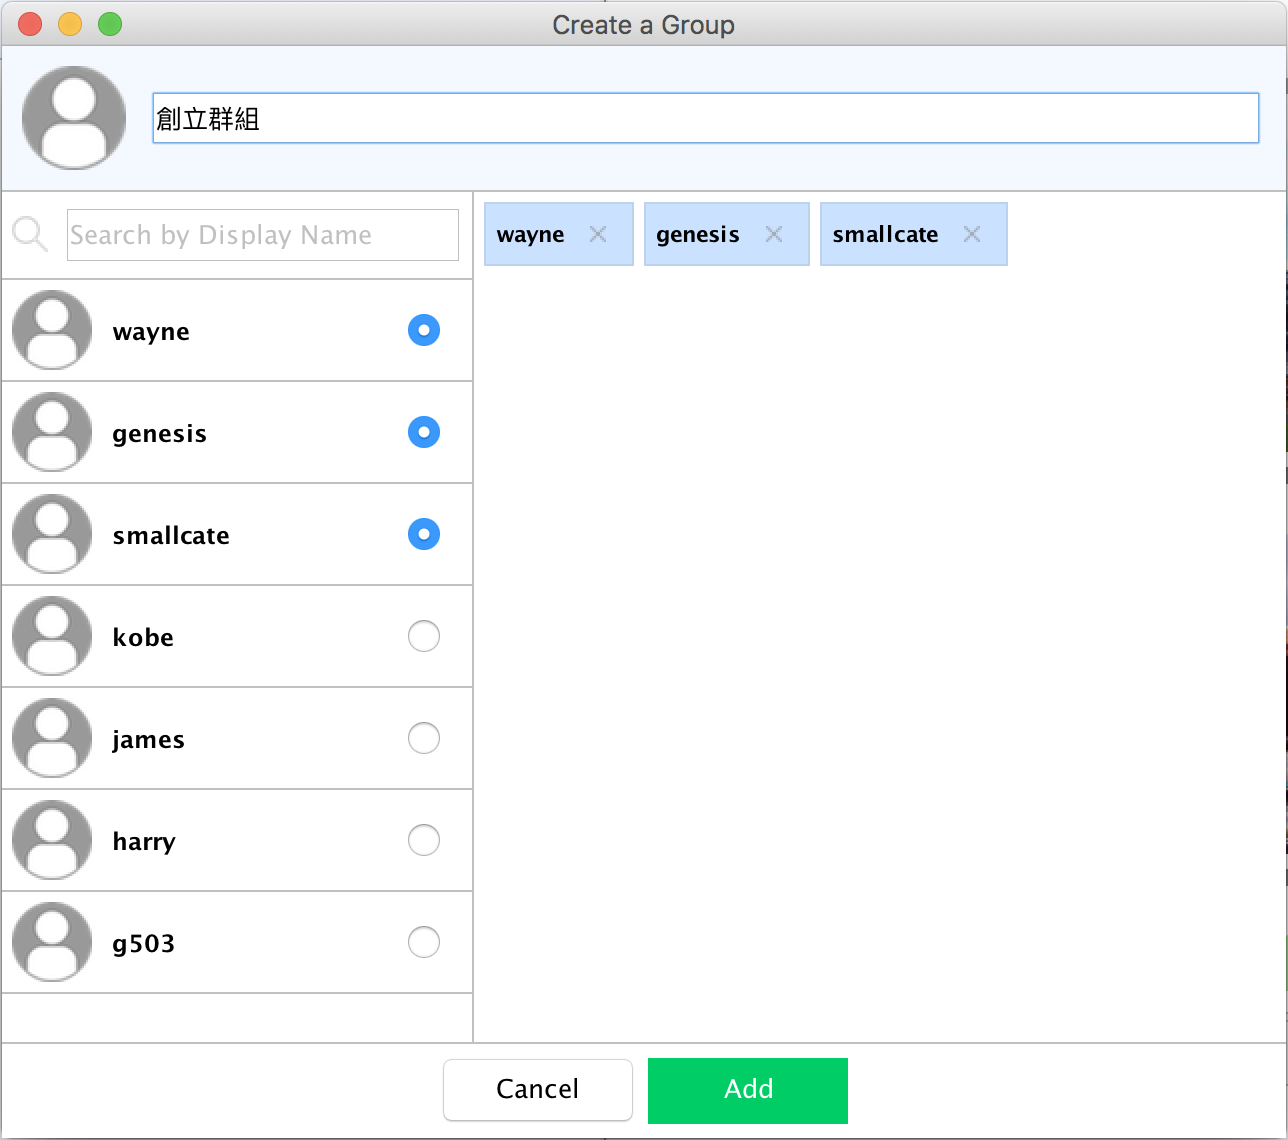 Create a Group
創立群組
Search by Display Name
wayne
genesis
smallcate
kobe
james
harry
g503
wayne genesis smallcate
Cancel Add